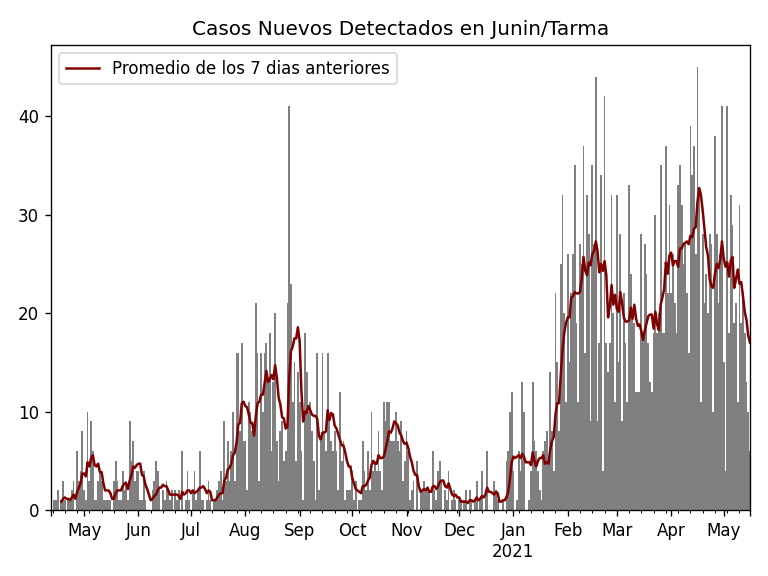 Casos Nuevos Detectados en Junin/Tarma
Promedio de los 7 dias anteriores
40
30
20
10
0
May Jun Jul Aug Sep Oct Nov Dec Jan Feb Mar Apr May
2021